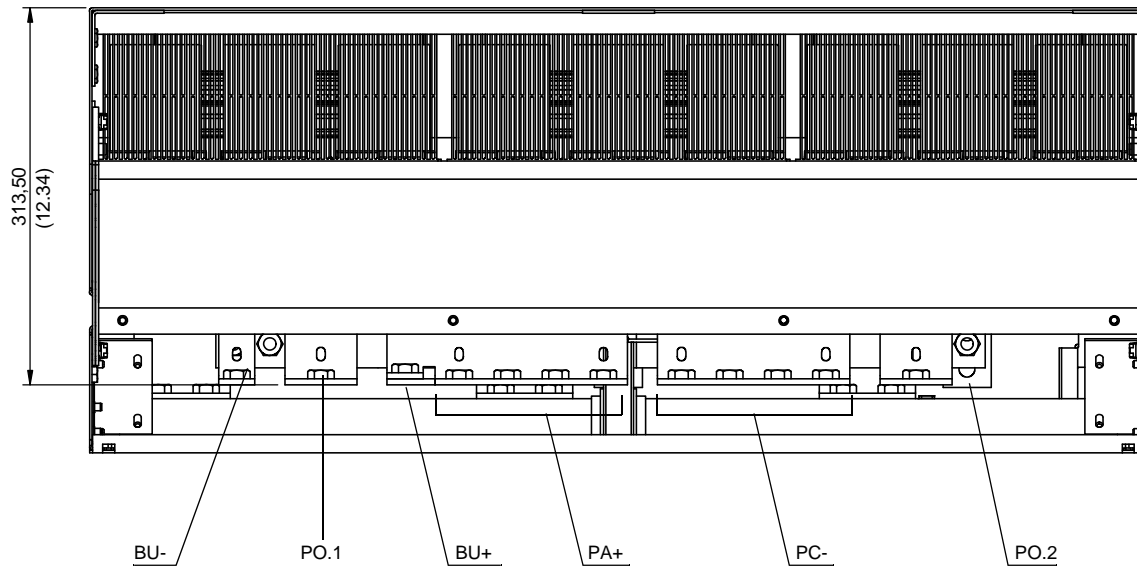 313,50
(12.34)
BU-
PO.1
BU+
PA+
PC-
PO.2